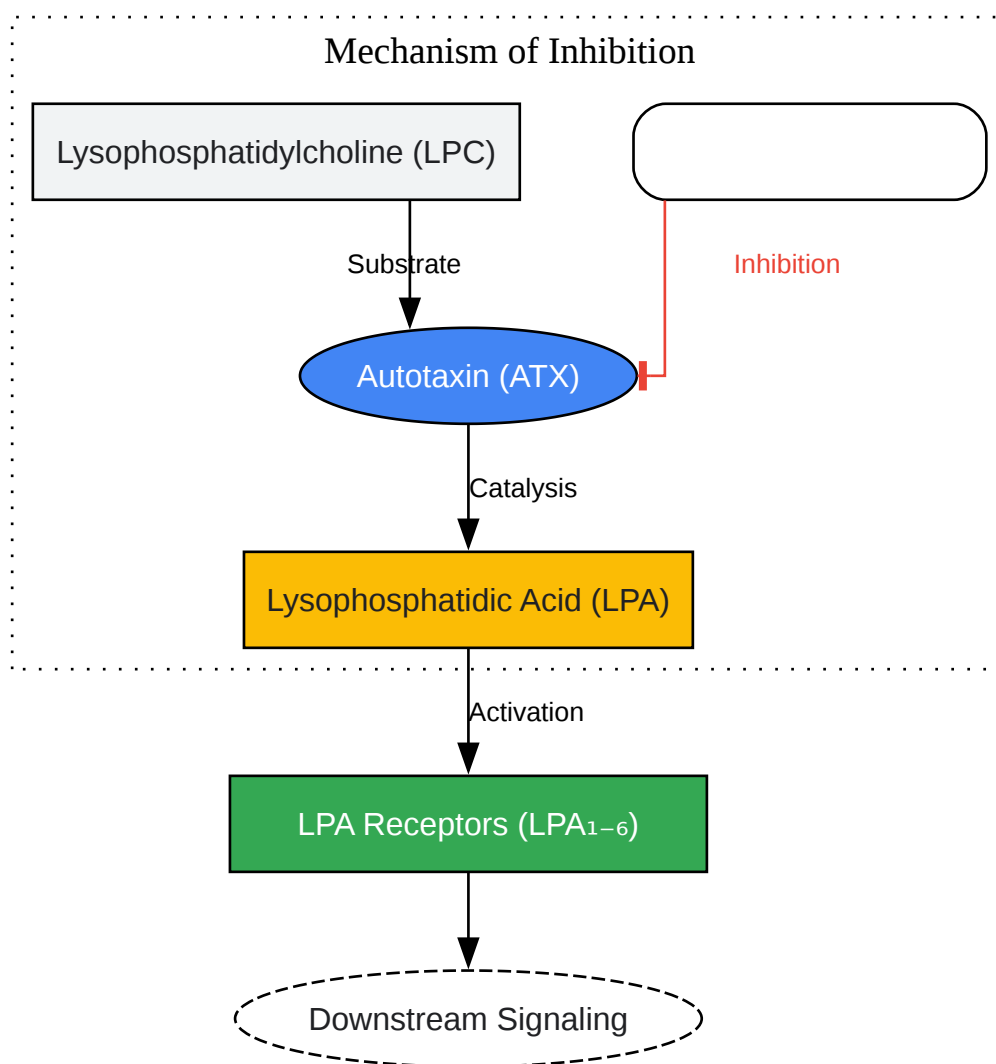 Mechanism of Inhibition
Lysophosphatidylcholine (LPC)
Substrate
Inhibition
Autotaxin (ATX)
Catalysis
Lysophosphatidic Acid (LPA)
Activation
LPA Receptors (LPA₁₋₆)
Downstream Signaling